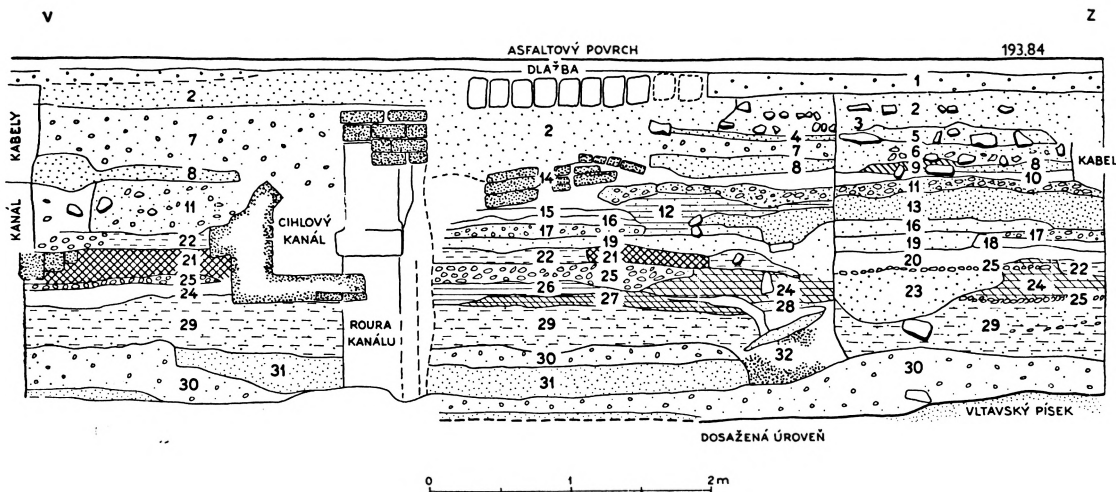 V Z
ASFALTOVÝ POVRCH 193,84
DLAŽBA
1
2 2 2
3
KABELY 7 4 5
7 6
8 8 9 8 KABEL
14 10
11 12 11
KANÁL CIHLOVÝ KANÁL 15 13
16 16
17 17
22 19 19 18
21 22 21 20
25 25 25 22
24 26 24 23 24
27 28 25
29 ROURA KANÁLU 29 29
30 32 30
30 31 31
VLTAVSKÝ PÍSEK
DOSAŽENÁ ÚROVEŇ
0 1 2m